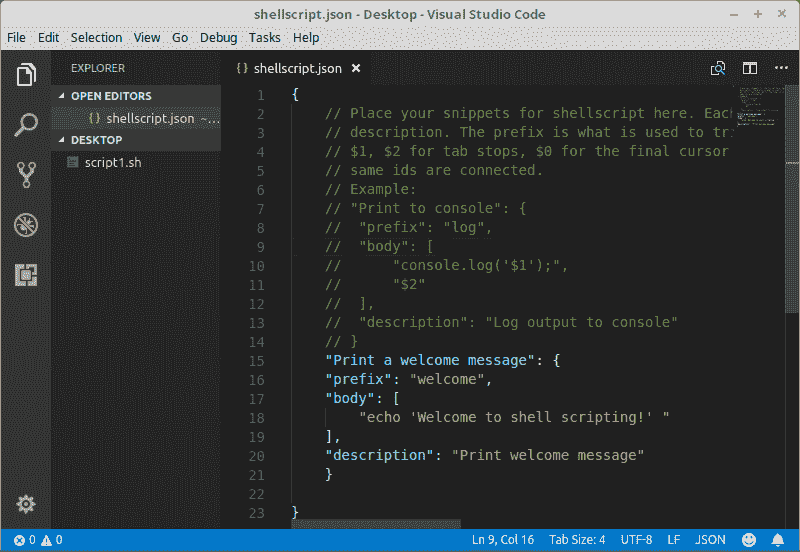 shellscript.json - Desktop - Visual Studio Code
File Edit Selection View Go Debug Tasks Help
EXPLORER
OPEN EDITORS
{} shellscript.json ~...
DESKTOP
script1.sh
{} shellscript.json ×
1 {
2 // Place your snippets for shellscript here. Each
3 // description. The prefix is what is used to tri
4 // $1, $2 for tab stops, $0 for the final cursor
5 // same ids are connected.
6 // Example:
7 // "Print to console": {
8 //  "prefix": "log",
9 //  "body": [
10 //      "console.log('$1');",
11 //      "$2"
12 //  ],
13 //  "description": "Log output to console"
14 // }
15 "Print a welcome message": {
16 "prefix": "welcome",
17 "body": [
18     "echo 'Welcome to shell scripting!' "
19 ],
20 "description": "Print welcome message"
21 }
22
23 }
0 0 Ln 9, Col 16 Tab Size: 4 UTF-8 LF JSON